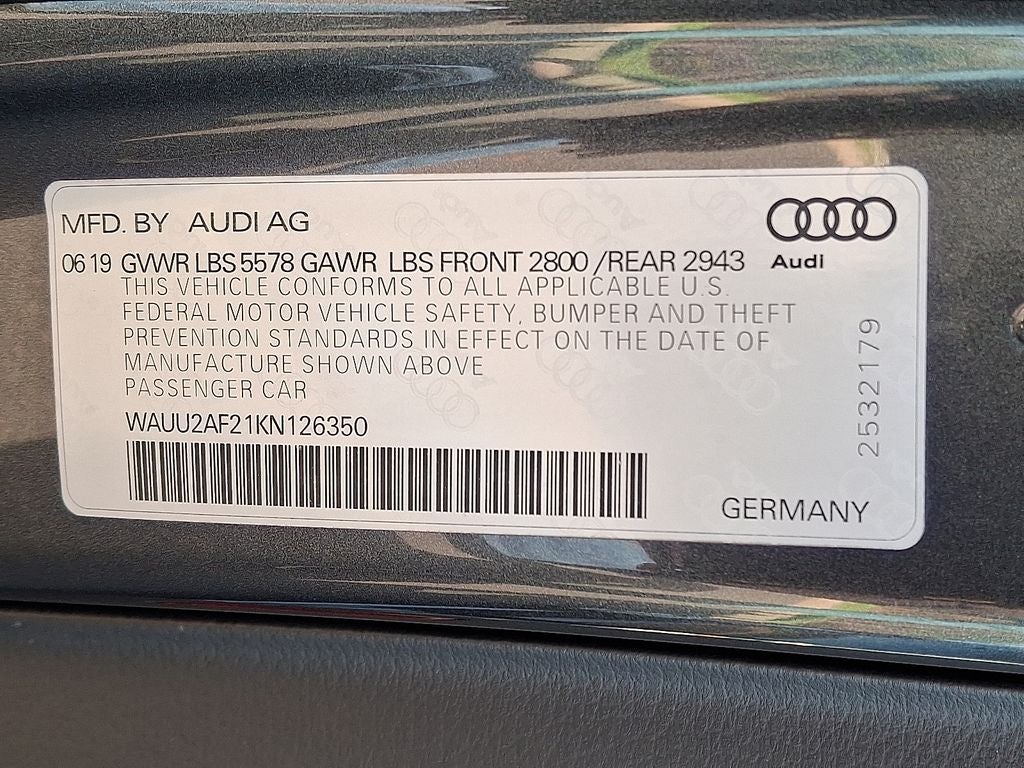 MFD. BY AUDI AG
06 19 GVWR LBS 5578 GAWR LBS FRONT 2800 /REAR 2943
Audi
THIS VEHICLE CONFORMS TO ALL APPLICABLE U.S.
FEDERAL MOTOR VEHICLE SAFETY, BUMPER AND THEFT
PREVENTION STANDARDS IN EFFECT ON THE DATE OF
MANUFACTURE SHOWN ABOVE
PASSENGER CAR
WAUU2AF21KN126350
GERMANY
2532179